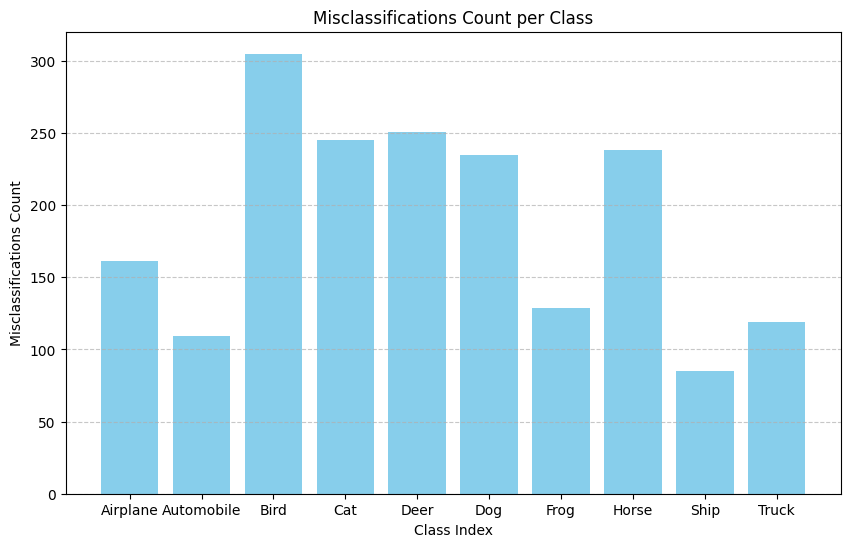 Misclassifications Count per Class
Misclassifications Count
300
250
200
150
100
50
0
Airplane Automobile Bird Cat Deer Dog Frog Horse Ship Truck
Class Index